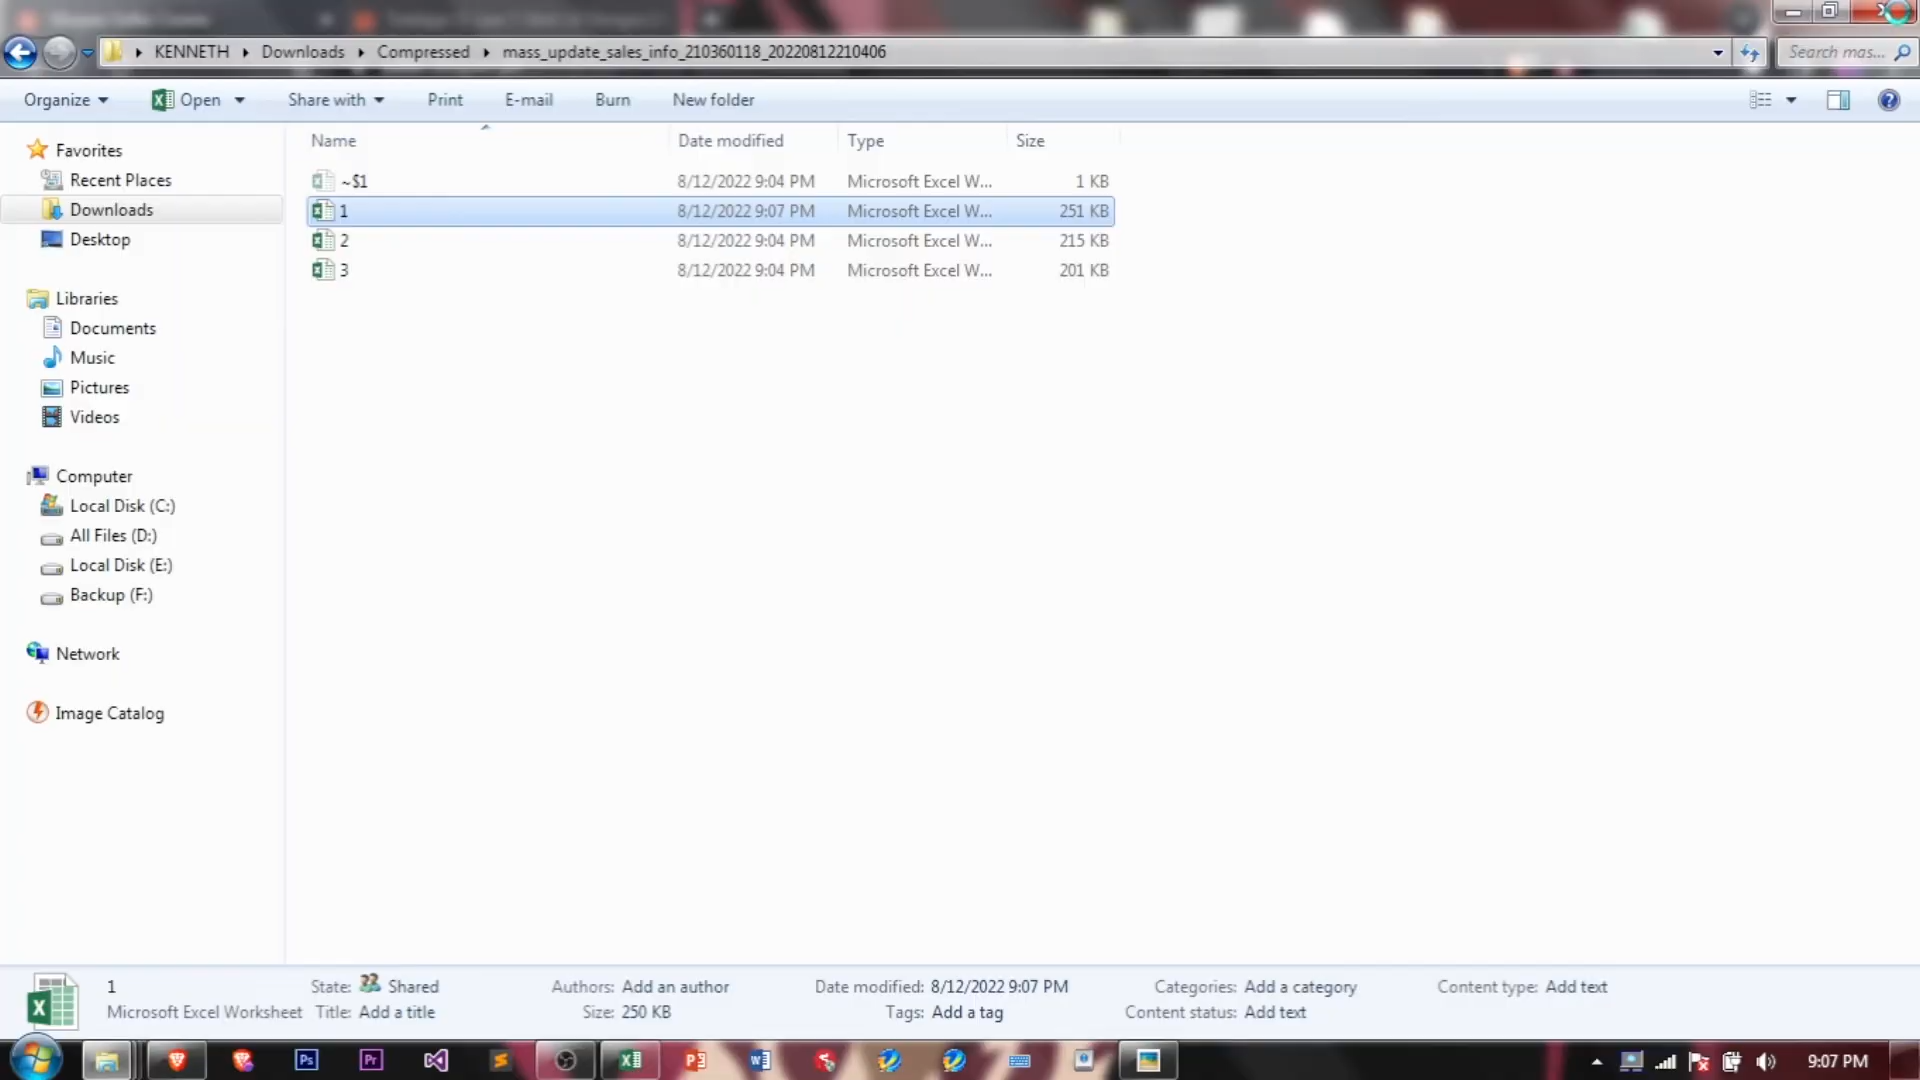 KENNETH Downloads Compressed mass_update_sales_info_210360118_20220812210406 Search mas...
Organize Open Share with Print E-mail Burn New folder
Name Date modified Type Size
Favorites
Recent Places
Downloads
Desktop
Libraries
Documents
Music
Pictures
Videos
Computer
Local Disk (C:)
All Files (D:)
Local Disk (E:)
Backup (F:)
Network
Image Catalog
~$1 8/12/2022 9:04 PM Microsoft Excel W... 1 KB
1 8/12/2022 9:07 PM Microsoft Excel W... 251 KB
2 8/12/2022 9:04 PM Microsoft Excel W... 215 KB
3 8/12/2022 9:04 PM Microsoft Excel W... 201 KB
1 State: Shared Authors: Add an author Date modified: 8/12/2022 9:07 PM Categories: Add a category Content type: Add text
Microsoft Excel Worksheet Title: Add a title Size: 250 KB Tags: Add a tag Content status: Add text
Ps Pr 9:07 PM